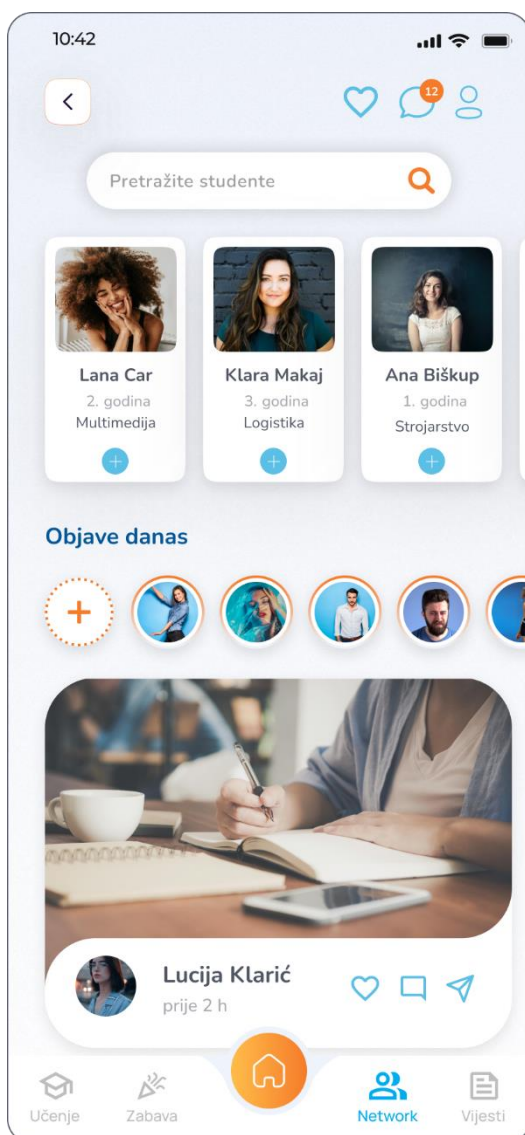 10:42
12
Pretražite studente
Lana Car
2. godina
Multimedija
Klara Makaj
3. godina
Logistika
Ana Biškup
1. godina
Strojarstvo
Objave danas
Lucija Klarić
prije 2 h
Učenje
Zabava
Network
Vijesti